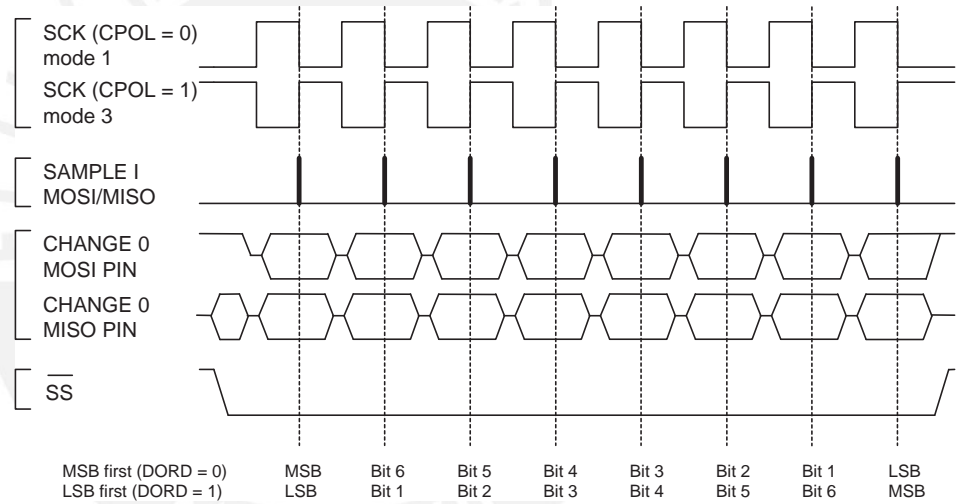 SCK (CPOL = 0)
mode 1
SCK (CPOL = 1)
mode 3
SAMPLE I
MOSI/MISO
CHANGE 0
MOSI PIN
CHANGE 0
MISO PIN
SS
MSB first (DORD = 0) MSB Bit 6 Bit 5 Bit 4 Bit 3 Bit 2 Bit 1 LSB
LSB first (DORD = 1) LSB Bit 1 Bit 2 Bit 3 Bit 4 Bit 5 Bit 6 MSB